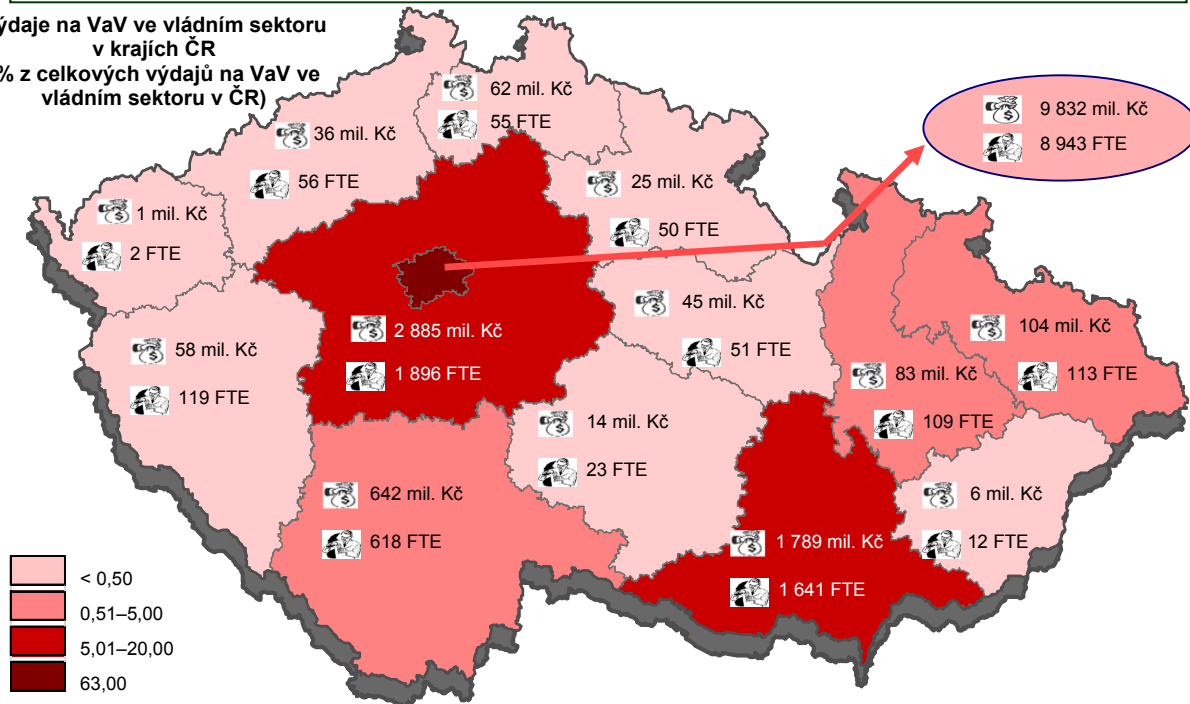 ýdaje na VaV ve vládním sektoru
v krajích ČR
% z celkových výdajů na VaV ve
vládním sektoru v ČR)
62 mil. Kč
55 FTE
9 832 mil. Kč
8 943 FTE
36 mil. Kč
56 FTE
25 mil. Kč
50 FTE
1 mil. Kč
2 FTE
45 mil. Kč
51 FTE
2 885 mil. Kč
1 896 FTE
104 mil. Kč
113 FTE
58 mil. Kč
119 FTE
83 mil. Kč
109 FTE
14 mil. Kč
23 FTE
642 mil. Kč
618 FTE
6 mil. Kč
12 FTE
1 789 mil. Kč
1 641 FTE
< 0,50
0,51–5,00
5,01–20,00
63,00